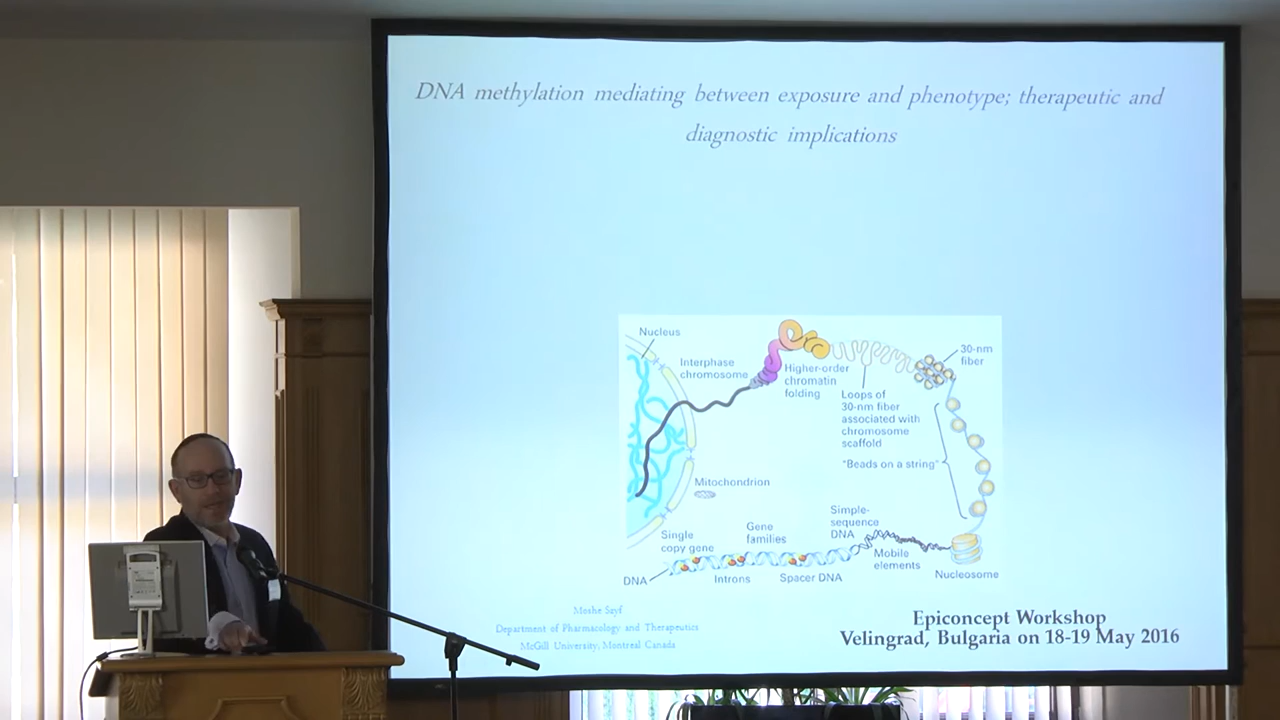 DNA methylation mediating between exposure and phenotype; therapeutic and
diagnostic implications
Nucleus
Interphase
chromosome
Higher-order
chromatin
folding
Loops of
30-nm fiber
associated with
chromosome
scaffold
30-nm
fiber
"Beads on a string"
Mitochondrion
Single
copy gene
Gene
families
Simple-
sequence
DNA
Mobile
elements
Nucleosome
DNA
Introns
Spacer DNA
Moshe Szyf
Department of Pharmacology and Therapeutics
McGill University, Montreal Canada
Epiconcept Workshop
Velingrad, Bulgaria on 18-19 May 2016